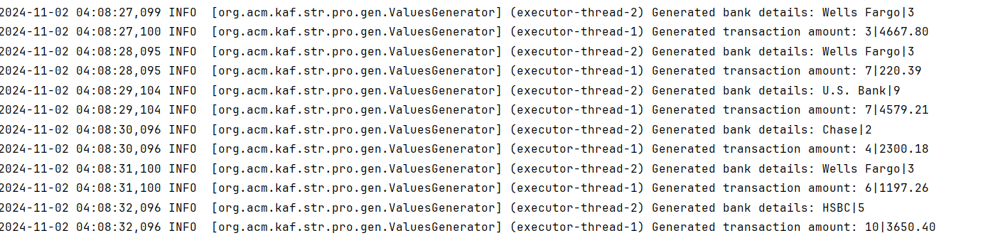 2024-11-02 04:08:27,099 INFO  [org.acm.kaf.str.pro.gen.ValuesGenerator] (executor-thread-2) Generated bank details: Wells Fargo|3
2024-11-02 04:08:27,100 INFO  [org.acm.kaf.str.pro.gen.ValuesGenerator] (executor-thread-1) Generated transaction amount: 3|4667.80
2024-11-02 04:08:28,095 INFO  [org.acm.kaf.str.pro.gen.ValuesGenerator] (executor-thread-2) Generated bank details: Wells Fargo|3
2024-11-02 04:08:28,095 INFO  [org.acm.kaf.str.pro.gen.ValuesGenerator] (executor-thread-1) Generated transaction amount: 7|220.39
2024-11-02 04:08:29,104 INFO  [org.acm.kaf.str.pro.gen.ValuesGenerator] (executor-thread-2) Generated bank details: U.S. Bank|9
2024-11-02 04:08:29,104 INFO  [org.acm.kaf.str.pro.gen.ValuesGenerator] (executor-thread-1) Generated transaction amount: 7|4579.21
2024-11-02 04:08:30,096 INFO  [org.acm.kaf.str.pro.gen.ValuesGenerator] (executor-thread-2) Generated bank details: Chase|2
2024-11-02 04:08:30,096 INFO  [org.acm.kaf.str.pro.gen.ValuesGenerator] (executor-thread-1) Generated transaction amount: 4|2300.18
2024-11-02 04:08:31,100 INFO  [org.acm.kaf.str.pro.gen.ValuesGenerator] (executor-thread-2) Generated bank details: Wells Fargo|3
2024-11-02 04:08:31,100 INFO  [org.acm.kaf.str.pro.gen.ValuesGenerator] (executor-thread-1) Generated transaction amount: 6|1197.26
2024-11-02 04:08:32,096 INFO  [org.acm.kaf.str.pro.gen.ValuesGenerator] (executor-thread-2) Generated bank details: HSBC|5
2024-11-02 04:08:32,096 INFO  [org.acm.kaf.str.pro.gen.ValuesGenerator] (executor-thread-1) Generated transaction amount: 10|3650.40